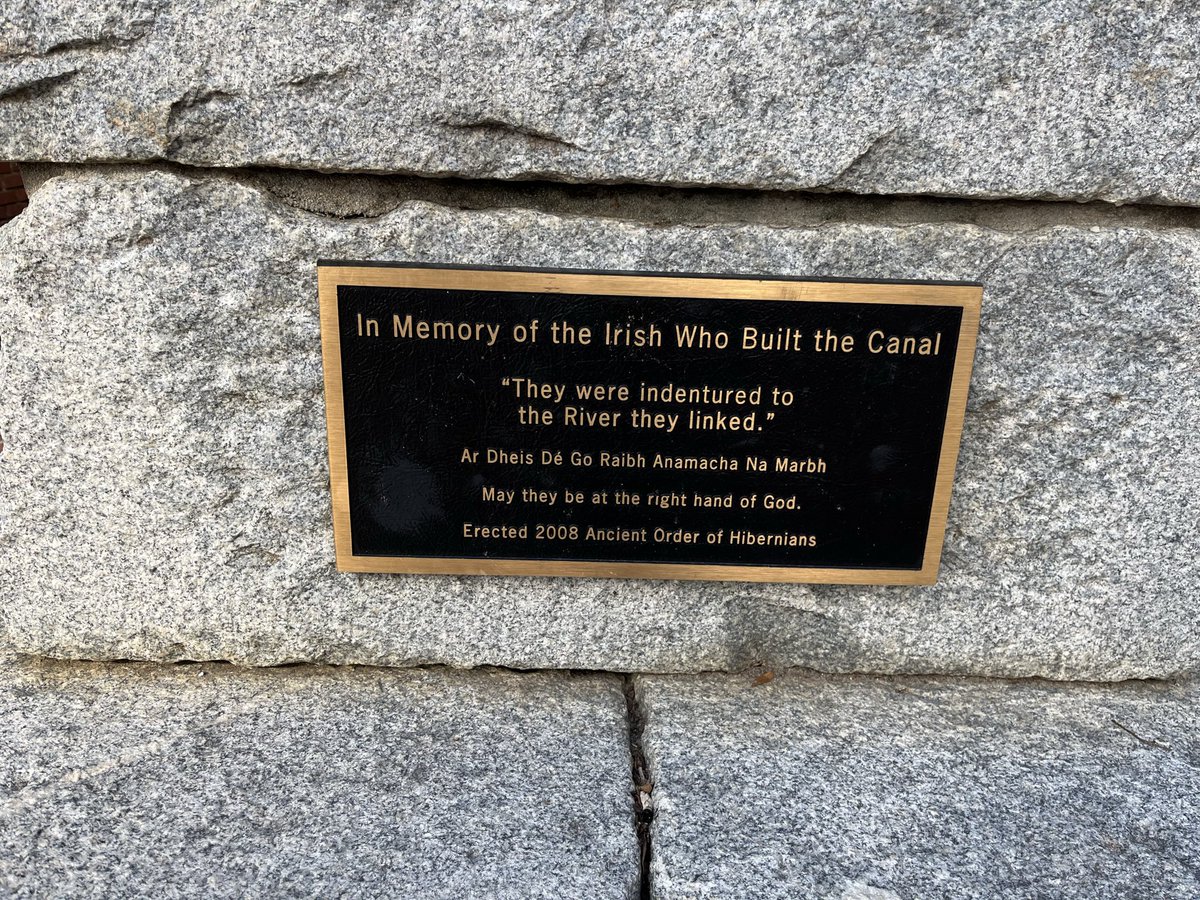 In Memory of the Irish Who Built the Canal
“They were indentured to
the River they linked.”
Ar Dheis Dé Go Raibh Anamacha Na Marbh
May they be at the right hand of God.
Erected 2008 Ancient Order of Hibernians